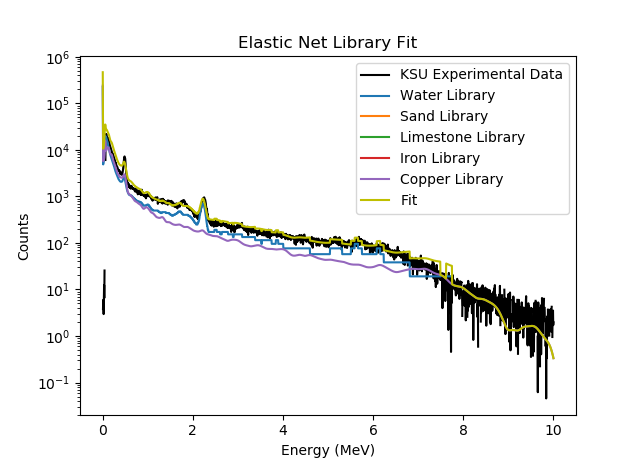 Elastic Net Library Fit
10^6
10^5
10^4
10^3
10^2
10^1
10^0
10^−1
Counts
KSU Experimental Data
Water Library
Sand Library
Limestone Library
Iron Library
Copper Library
Fit
0 2 4 6 8 10
Energy (MeV)